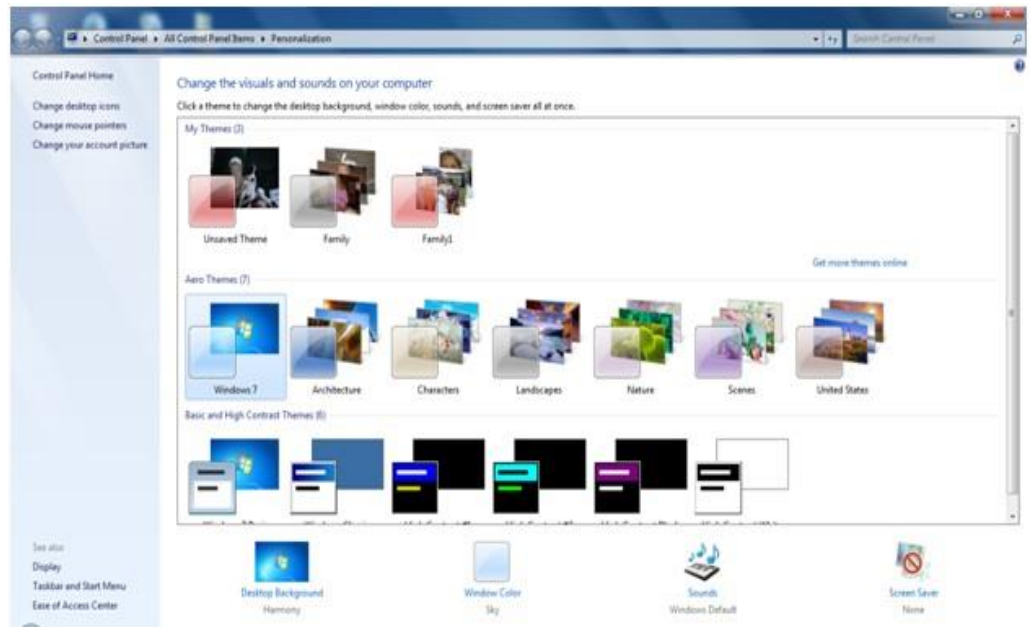 Control Panel ▸ All Control Panel Items ▸ Personalization
Search Control Panel
Control Panel Home
Change desktop icons
Change mouse pointers
Change your account picture
Change the visuals and sounds on your computer
Click a theme to change the desktop background, window color, sounds, and screen saver all at once.
My Themes (3)
Unsaved Theme Family Family1
Get more themes online
Aero Themes (7)
Windows 7 Architecture Characters Landscapes Nature Scenes United States
Basic and High Contrast Themes (6)
See also
Display
Taskbar and Start Menu
Ease of Access Center
Desktop Background Window Color Sounds Screen Saver
Harmony Sky Windows Default None